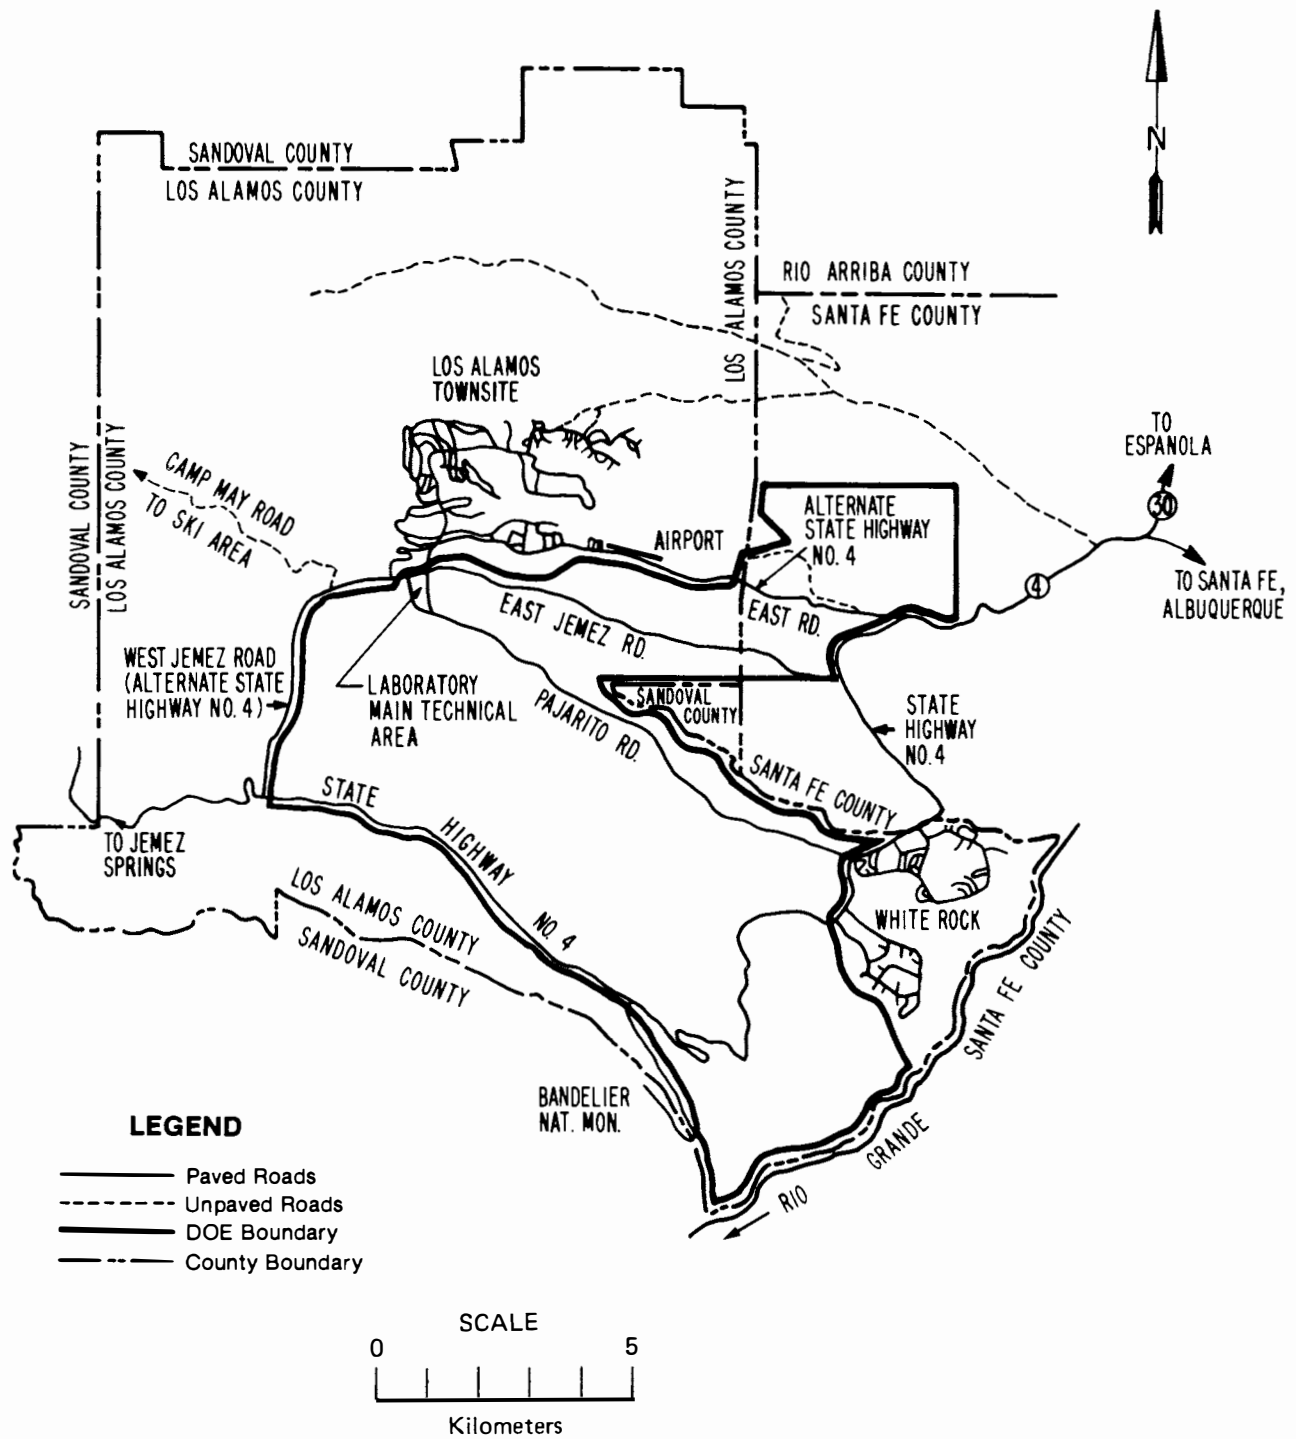 N
SANDOVAL COUNTY
LOS ALAMOS COUNTY
LOS ALAMOS COUNTY
RIO ARRIBA COUNTY
SANTA FE COUNTY
LOS ALAMOS
TOWNSITE
SANDOVAL COUNTY
LOS ALAMOS COUNTY
CAMP MAY ROAD
TO SKI AREA
TO
ESPANOLA
30
ALTERNATE
STATE HIGHWAY
NO. 4
AIRPORT
TO SANTA FE,
ALBUQUERQUE
4
EAST JEMEZ RD.
EAST RD.
WEST JEMEZ ROAD
(ALTERNATE STATE
HIGHWAY NO. 4)
LABORATORY
MAIN TECHNICAL
AREA
PAJARITO RD.
SANDOVAL
COUNTY
STATE
HIGHWAY
NO. 4
SANTA FE COUNTY
STATE
HIGHWAY
NO. 4
TO JEMEZ
SPRINGS
LOS ALAMOS COUNTY
SANDOVAL COUNTY
WHITE ROCK
SANTA FE COUNTY
BANDELIER
NAT. MON.
RIO
GRANDE
LEGEND
Paved Roads
Unpaved Roads
DOE Boundary
County Boundary
SCALE
0 5
Kilometers